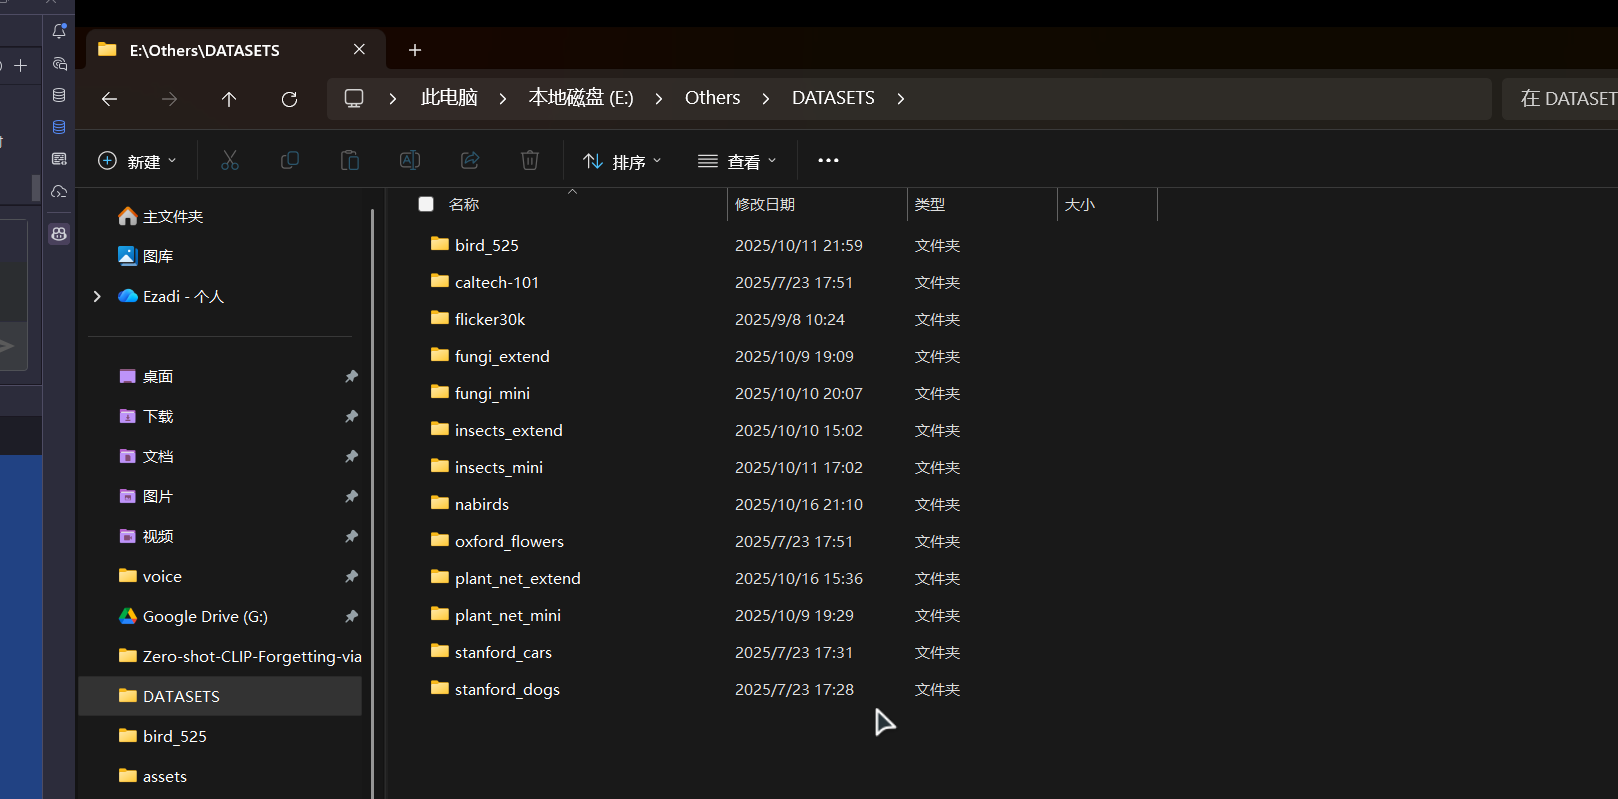 E:\Others\DATASETS
此电脑 本地磁盘 (E:) Others DATASETS
在 DATASET
新建 排序 查看
主文件夹
图库
Ezadi - 个人
桌面
下载
文档
图片
视频
voice
Google Drive (G:)
Zero-shot-CLIP-Forgetting-via
DATASETS
bird_525
assets
名称 修改日期 类型 大小
bird_525 2025/10/11 21:59 文件夹
caltech-101 2025/7/23 17:51 文件夹
flicker30k 2025/9/8 10:24 文件夹
fungi_extend 2025/10/9 19:09 文件夹
fungi_mini 2025/10/10 20:07 文件夹
insects_extend 2025/10/10 15:02 文件夹
insects_mini 2025/10/11 17:02 文件夹
nabirds 2025/10/16 21:10 文件夹
oxford_flowers 2025/7/23 17:51 文件夹
plant_net_extend 2025/10/16 15:36 文件夹
plant_net_mini 2025/10/9 19:29 文件夹
stanford_cars 2025/7/23 17:31 文件夹
stanford_dogs 2025/7/23 17:28 文件夹